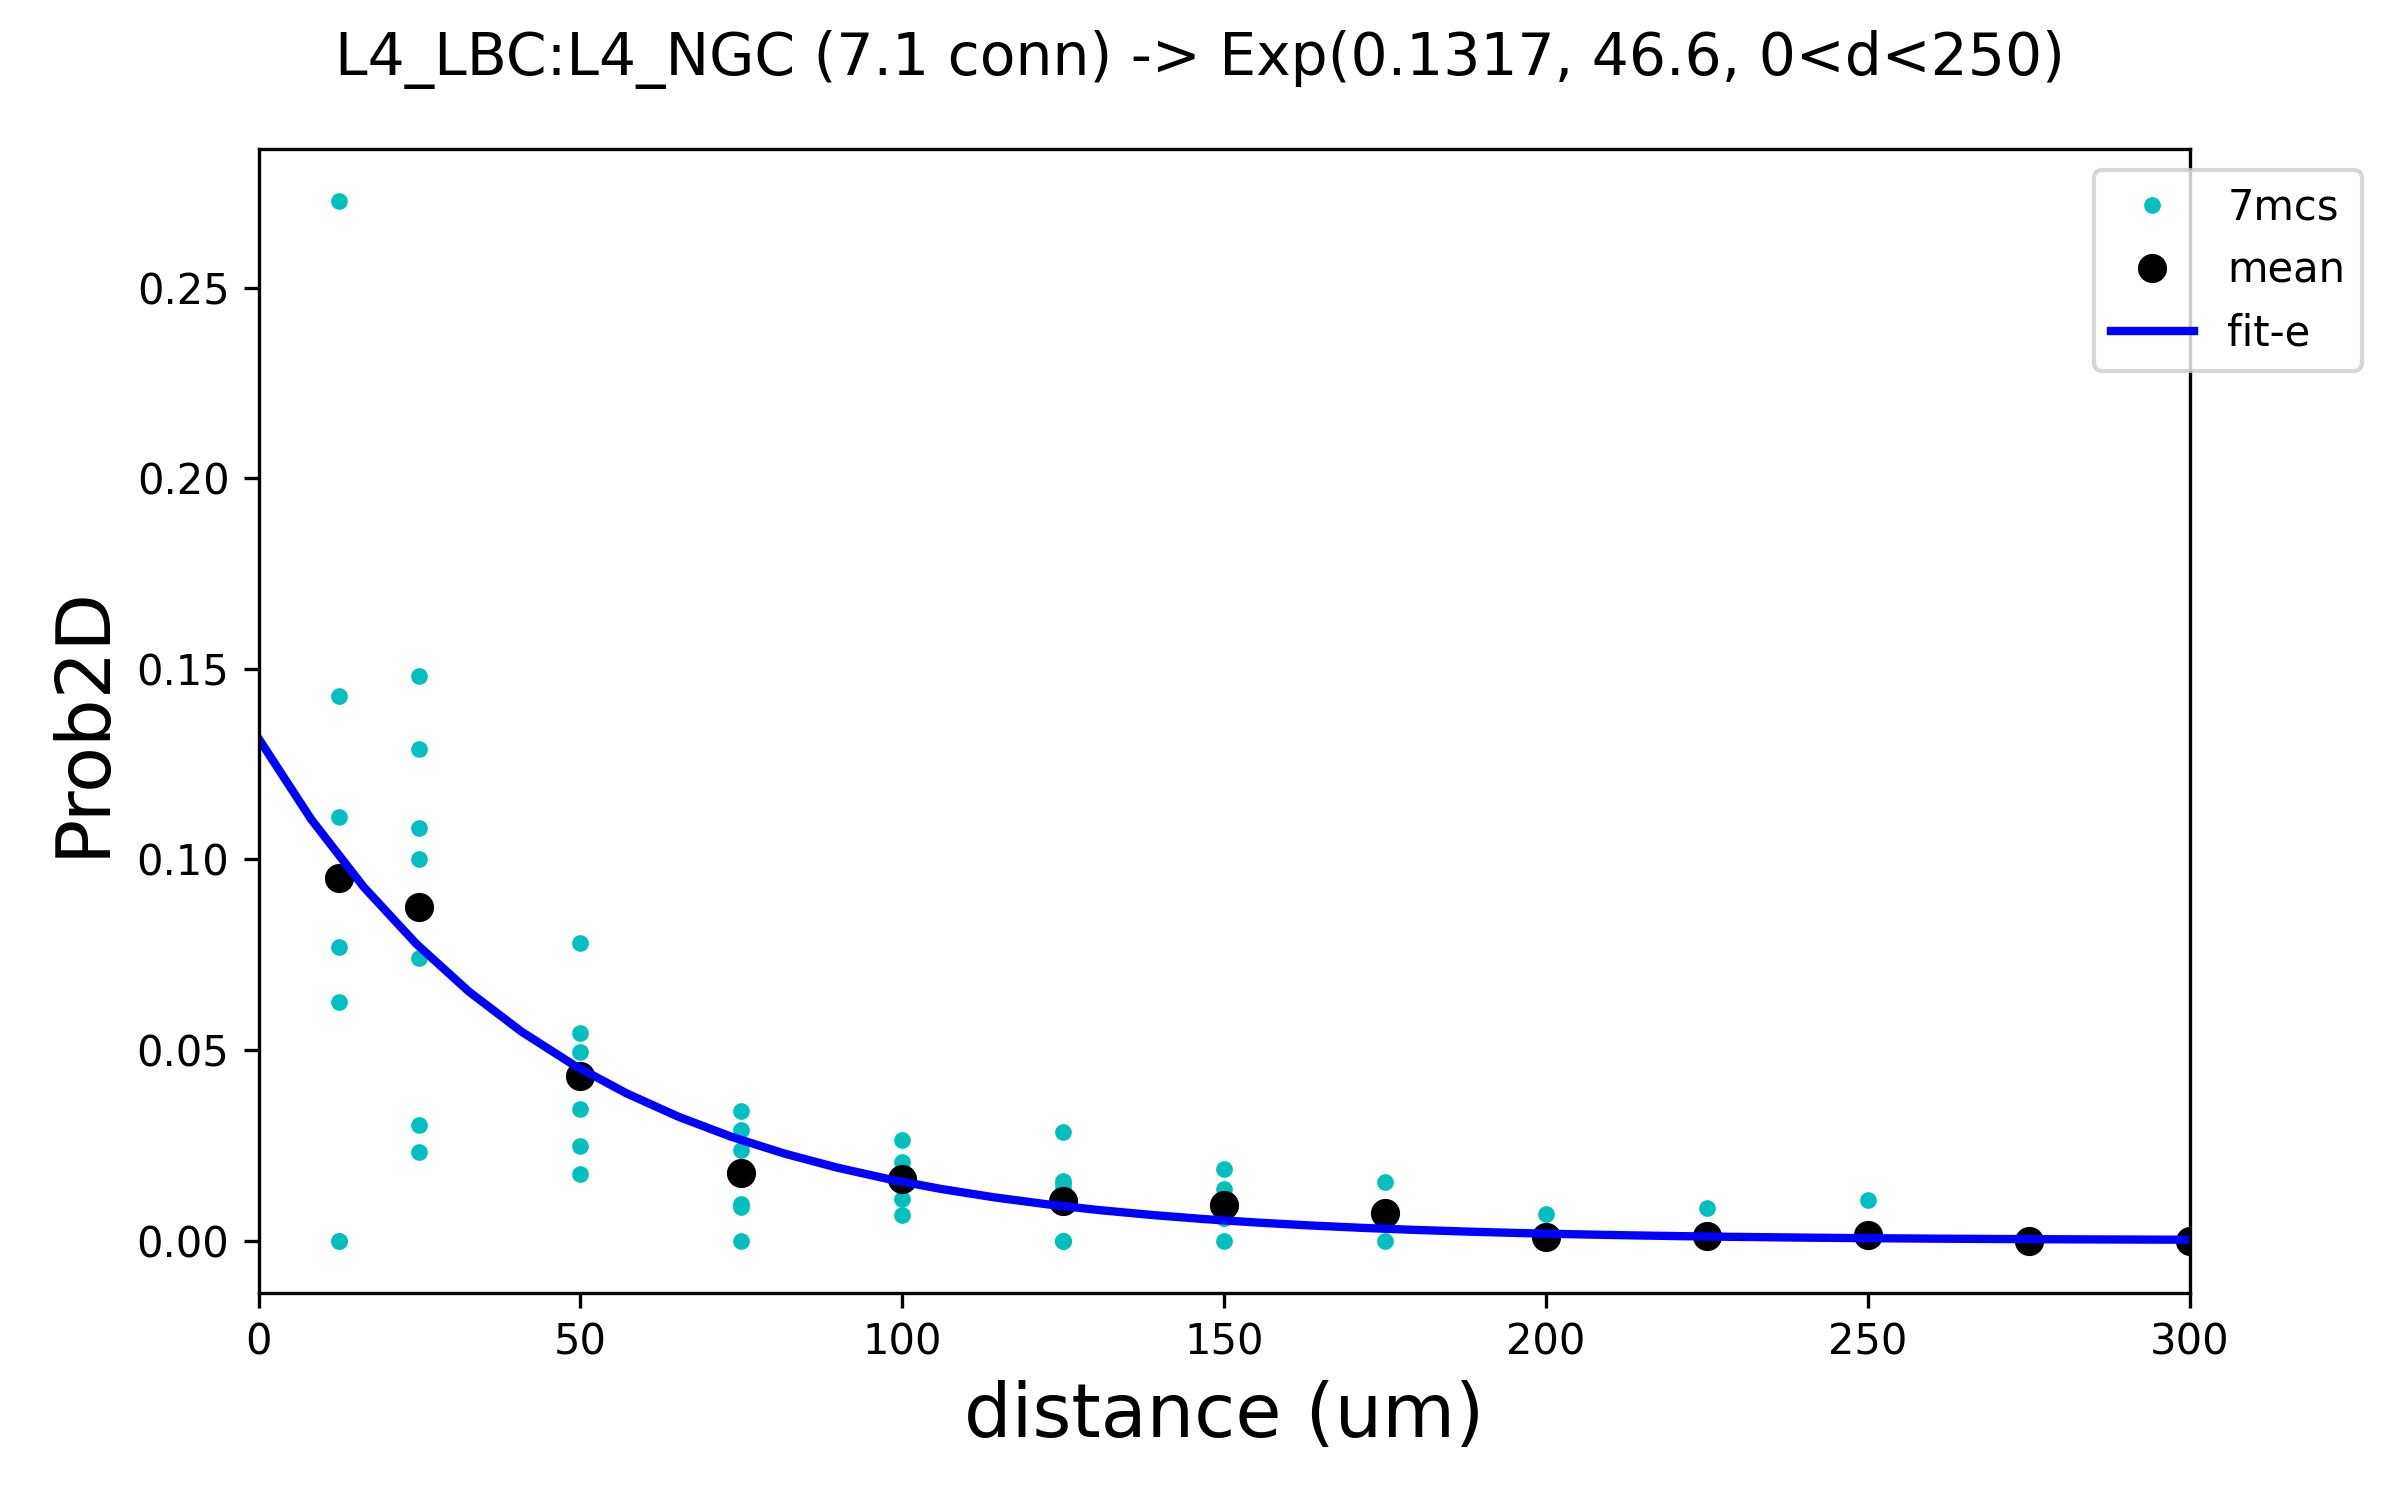 L4_LBC:L4_NGC (7.1 conn) -> Exp(0.1317, 46.6, 0<d<250)
7mcs
mean
fit-e
0.25
0.20
0.15
0.10
0.05
0.00
Prob2D
0 50 100 150 200 250 300
distance (um)